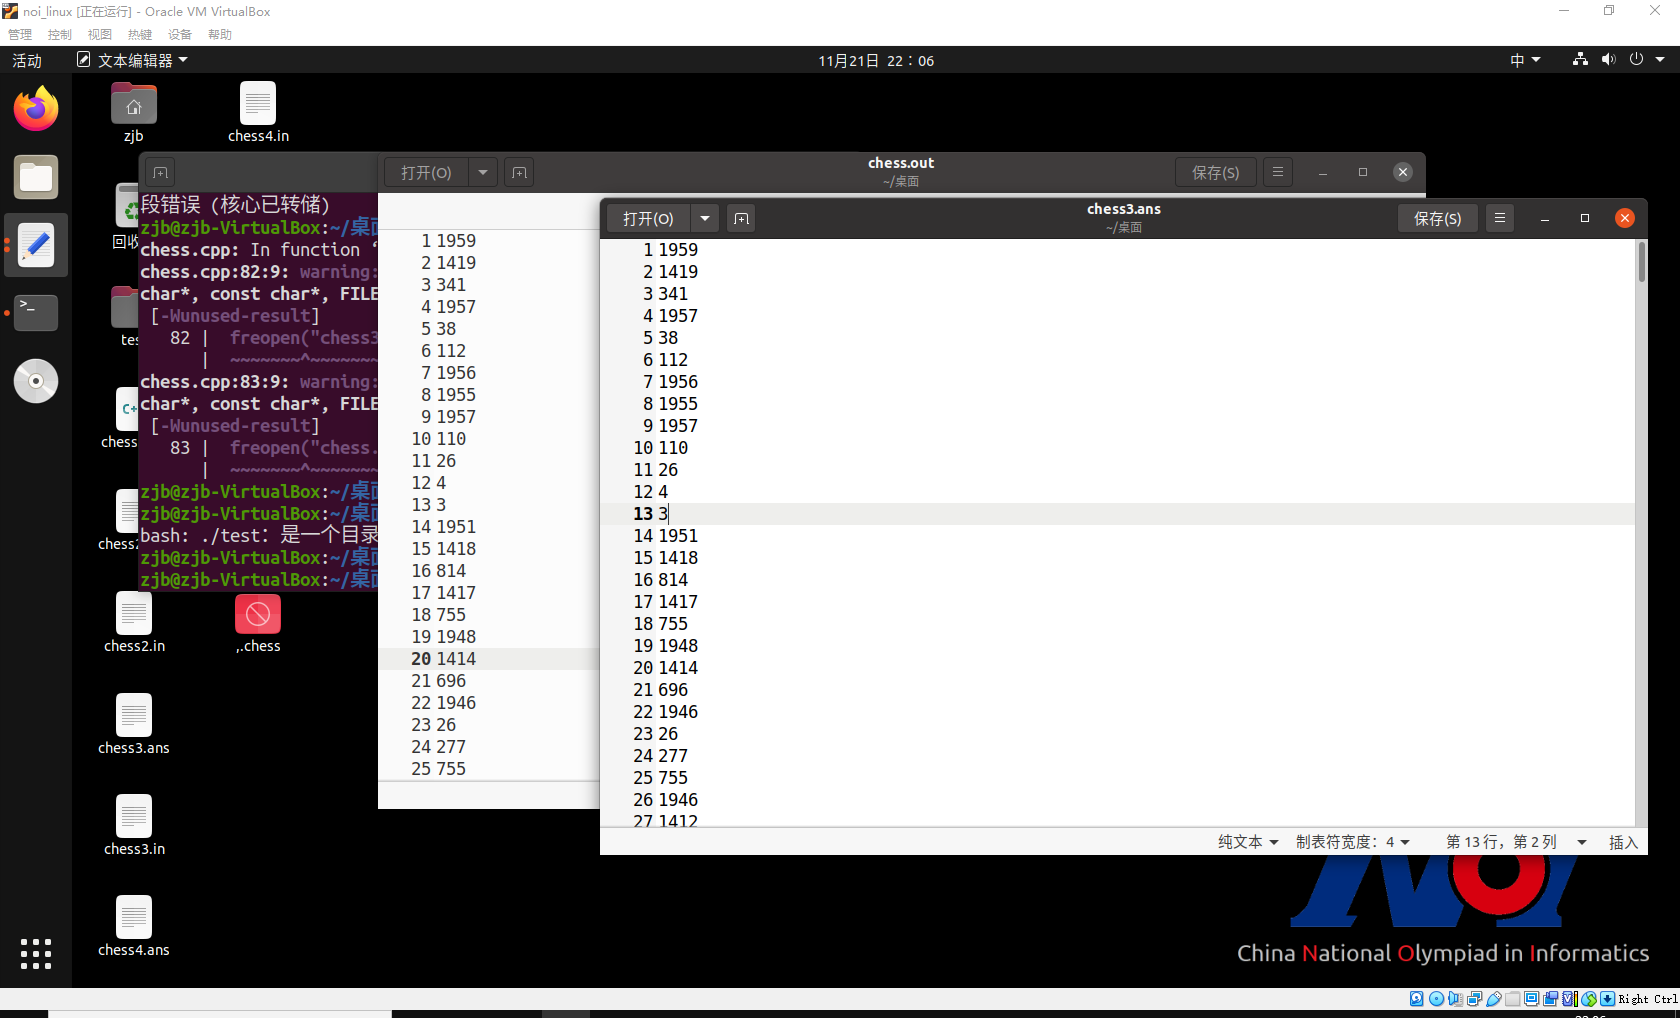 noi_linux [正在运行] - Oracle VM VirtualBox
管理 控制 视图 热键 设备 帮助
活动 文本编辑器 11月21日 22：06 中
zjb
chess4.in
回收
tes
chess
chess2
chess2.in
,.chess
chess3.ans
chess3.in
chess4.ans
段错误 (核心已转储)
zjb@zjb-VirtualBox:~/桌面
chess.cpp: In function ‘
chess.cpp:82:9: warning:
char*, const char*, FILE
[-Wunused-result]
82 | freopen("chess3
| ~~~~~~~^~~~~~~~
chess.cpp:83:9: warning:
char*, const char*, FILE
[-Wunused-result]
83 | freopen("chess.
| ~~~~~~~^~~~~~~~
zjb@zjb-VirtualBox:~/桌面
zjb@zjb-VirtualBox:~/桌面
bash: ./test: 是一个目录
zjb@zjb-VirtualBox:~/桌面
zjb@zjb-VirtualBox:~/桌面
打开(O) chess.out 保存(S)
~/桌面
1 1959
2 1419
3 341
4 1957
5 38
6 112
7 1956
8 1955
9 1957
10 110
11 26
12 4
13 3
14 1951
15 1418
16 814
17 1417
18 755
19 1948
20 1414
21 696
22 1946
23 26
24 277
25 755
打开(O) chess3.ans 保存(S)
~/桌面
1 1959
2 1419
3 341
4 1957
5 38
6 112
7 1956
8 1955
9 1957
10 110
11 26
12 4
13 3
14 1951
15 1418
16 814
17 1417
18 755
19 1948
20 1414
21 696
22 1946
23 26
24 277
25 755
26 1946
27 1412
纯文本 制表符宽度：4 第 13 行，第 2 列 插入
NOI
China National Olympiad in Informatics
Right Ctrl